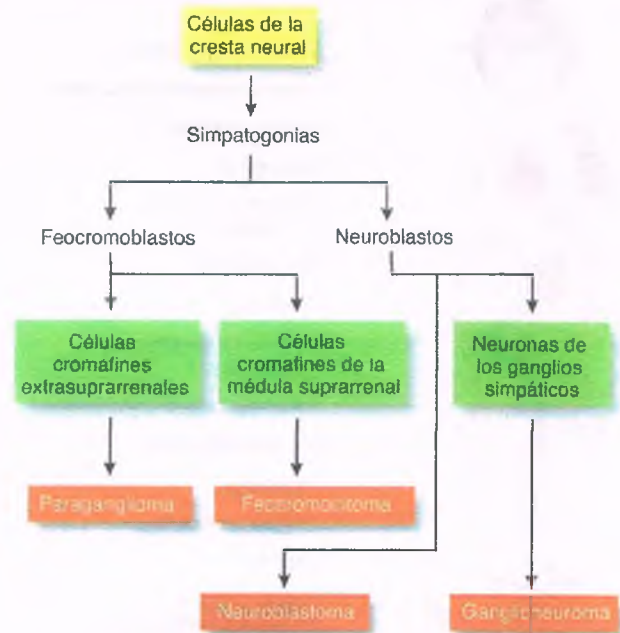 Células de la
cresta neural
Simpatogonias
Feocromoblastos
Neuroblastos
Células
cromafines
extrasuprarrenales
Células
cromafines de la
médula suprarrenal
Neuronas de
los ganglios
simpáticos
Paraganglioma
Feocromocitoma
Neuroblastoma
Ganglioneuroma